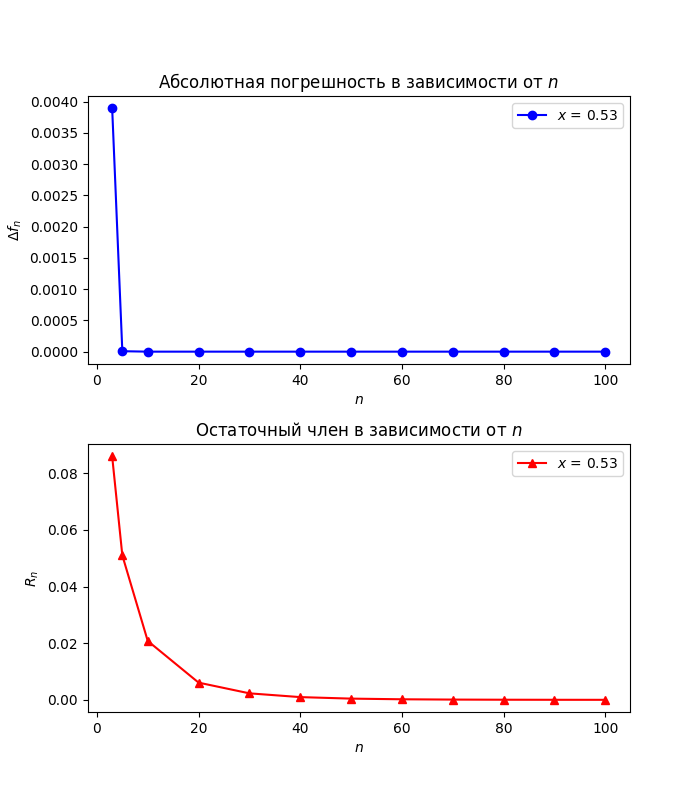 Абсолютная погрешность в зависимости от n
x = 0.53
0.0040
0.0035
0.0030
0.0025
0.0020
0.0015
0.0010
0.0005
0.0000
Δfₙ
0 20 40 60 80 100
n
Остаточный член в зависимости от n
x = 0.53
0.08
0.06
0.04
0.02
0.00
Rₙ
0 20 40 60 80 100
n